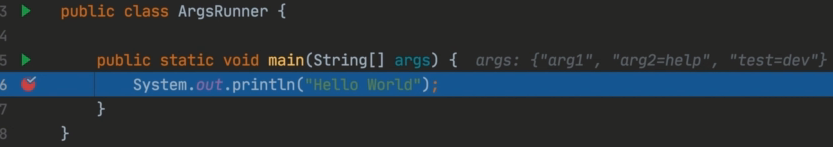 3 public class ArgsRunner {
4
5 public static void main(String[] args) { args: {"arg1", "arg2=help", "test=dev"}
6 System.out.println("Hello World");
7 }
8 }